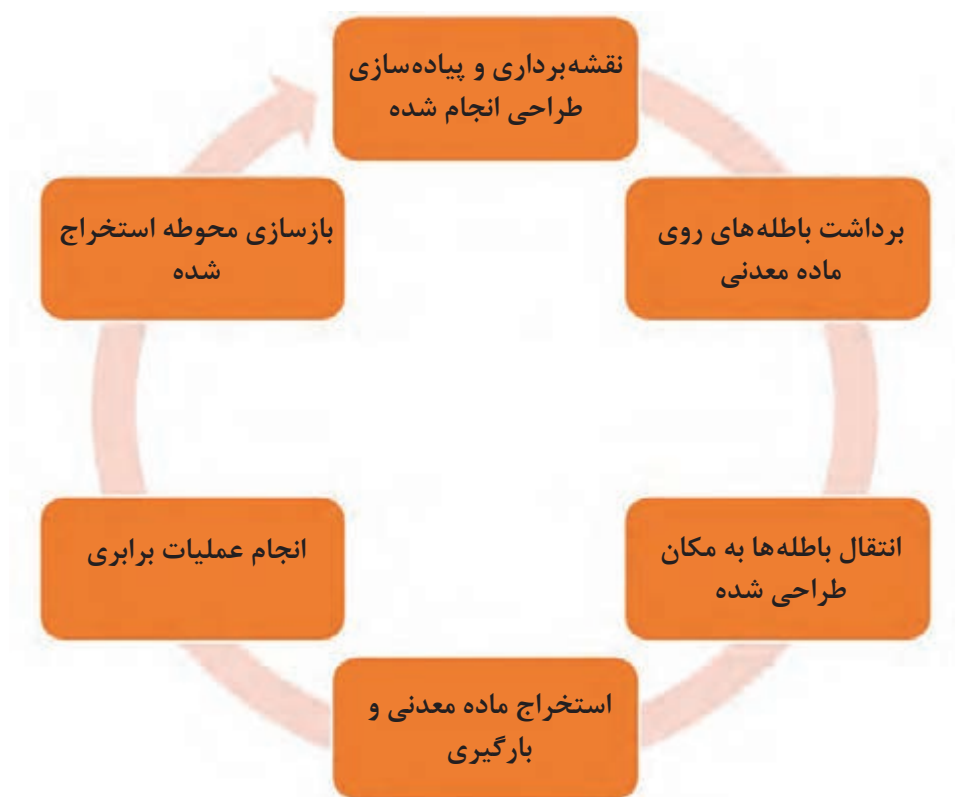 نقشه‌برداری و پیاده‌سازی
طراحی انجام شده
برداشت باطله‌های روی
ماده معدنی
انتقال باطله‌ها به مکان
طراحی شده
استخراج ماده معدنی و
بارگیری
انجام عملیات برابری
بازسازی محوطه استخراج
شده